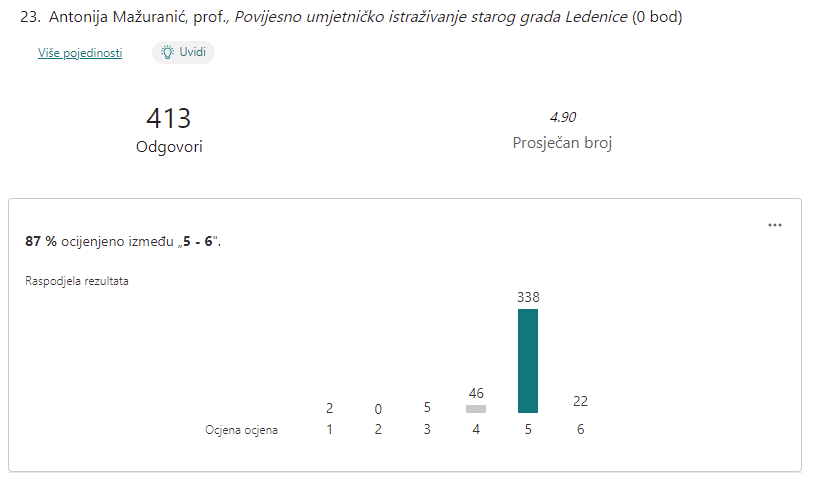 23. Antonija Mažuranić, prof., Povijesno umjetničko istraživanje starog grada Ledenice (0 bod)
Više pojedinosti
Uvidi
413
Odgovori
4.90
Prosječan broj
87 % ocijenjeno između „5 - 6".
Raspodjela rezultata
338
46
22
2 0 5
Ocjena ocjena 1 2 3 4 5 6